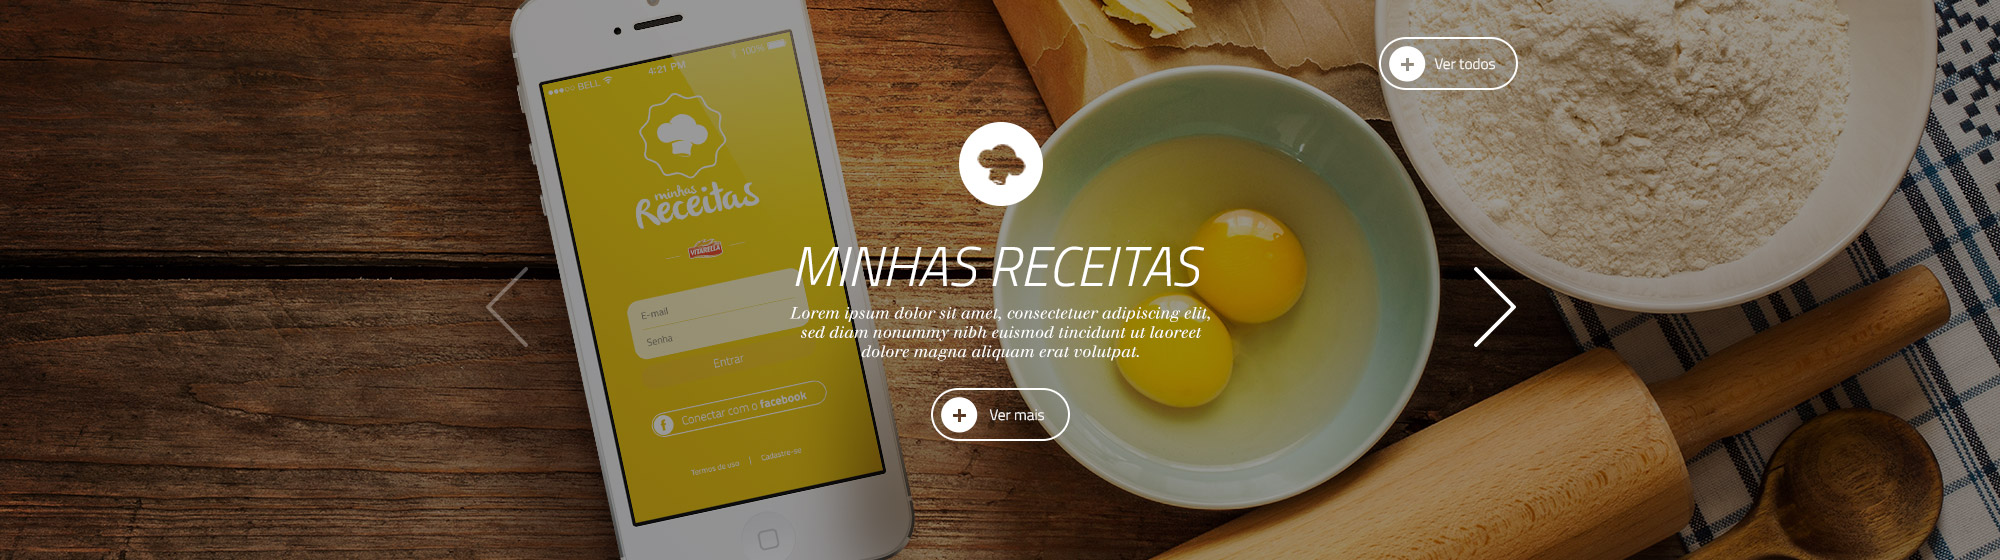 BELL
4:21 PM
100%
minhas
Receitas
VITARELLA
E-mail
Senha
Entrar
Conectar com o facebook
Termos de uso | Cadastre-se
Ver todos
MINHAS RECEITAS
Lorem ipsum dolor sit amet, consectetuer adipiscing elit,
sed diam nonummy nibh euismod tincidunt ut laoreet
dolore magna aliquam erat volutpat.
Ver mais